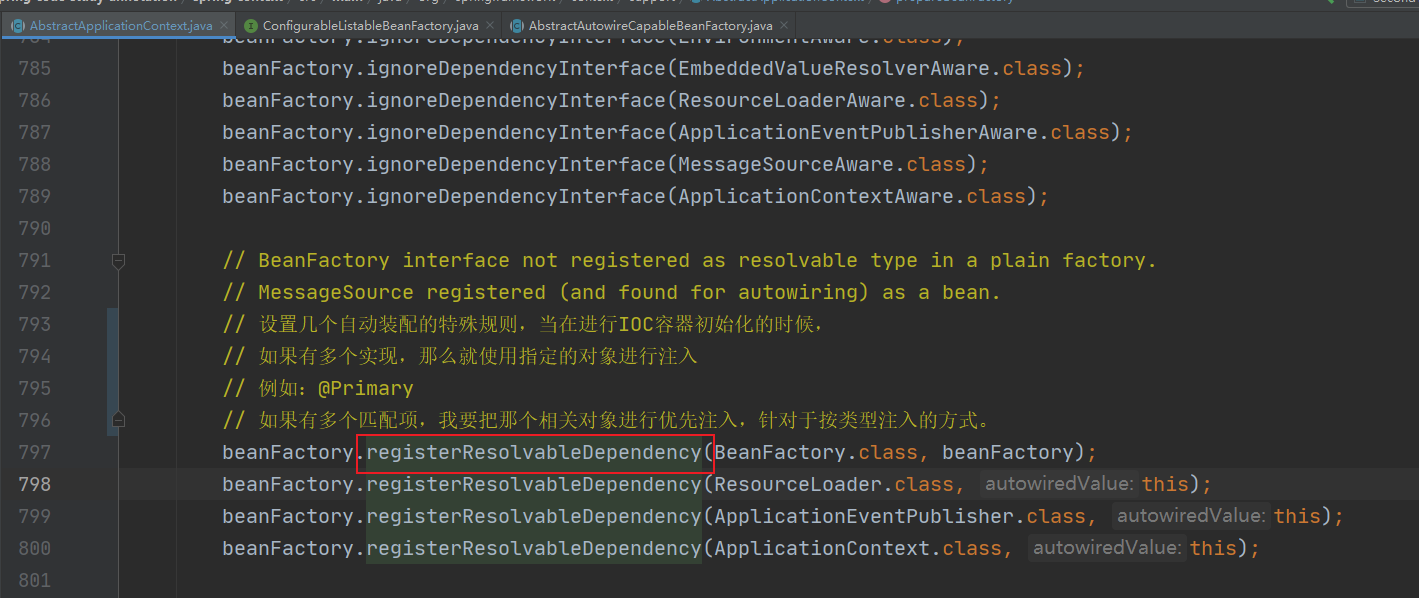 AbstractApplicationContext.java ConfigurableListableBeanFactory.java AbstractAutowireCapableBeanFactory.java
785 beanFactory.ignoreDependencyInterface(EmbeddedValueResolverAware.class);
786 beanFactory.ignoreDependencyInterface(ResourceLoaderAware.class);
787 beanFactory.ignoreDependencyInterface(ApplicationEventPublisherAware.class);
788 beanFactory.ignoreDependencyInterface(MessageSourceAware.class);
789 beanFactory.ignoreDependencyInterface(ApplicationContextAware.class);
790
791 // BeanFactory interface not registered as resolvable type in a plain factory.
792 // MessageSource registered (and found for autowiring) as a bean.
793 // 设置几个自动装配的特殊规则，当在进行IOC容器初始化的时候，
794 // 如果有多个实现，那么就使用指定的对象进行注入
795 // 例如：@Primary
796 // 如果有多个匹配项，我要把那个相关对象进行优先注入，针对于按类型注入的方式。
797 beanFactory.registerResolvableDependency(BeanFactory.class, beanFactory);
798 beanFactory.registerResolvableDependency(ResourceLoader.class, autowiredValue: this);
799 beanFactory.registerResolvableDependency(ApplicationEventPublisher.class, autowiredValue: this);
800 beanFactory.registerResolvableDependency(ApplicationContext.class, autowiredValue: this);
801